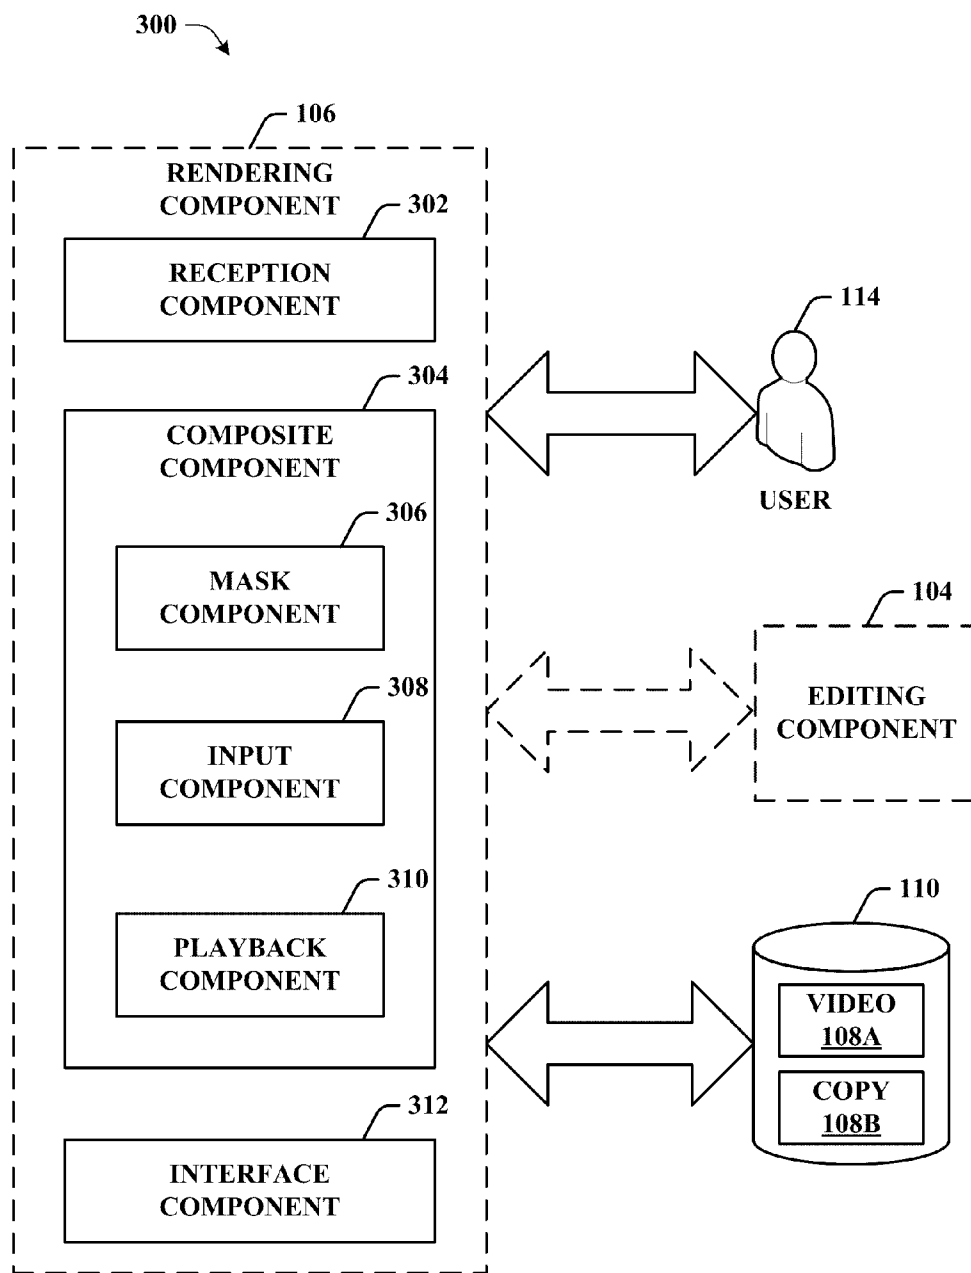 300
106
RENDERING
COMPONENT
302
RECEPTION
COMPONENT
114
USER
304
COMPOSITE
COMPONENT
306
MASK
COMPONENT
104
EDITING
COMPONENT
308
INPUT
COMPONENT
310
PLAYBACK
COMPONENT
110
VIDEO
108A
COPY
108B
312
INTERFACE
COMPONENT